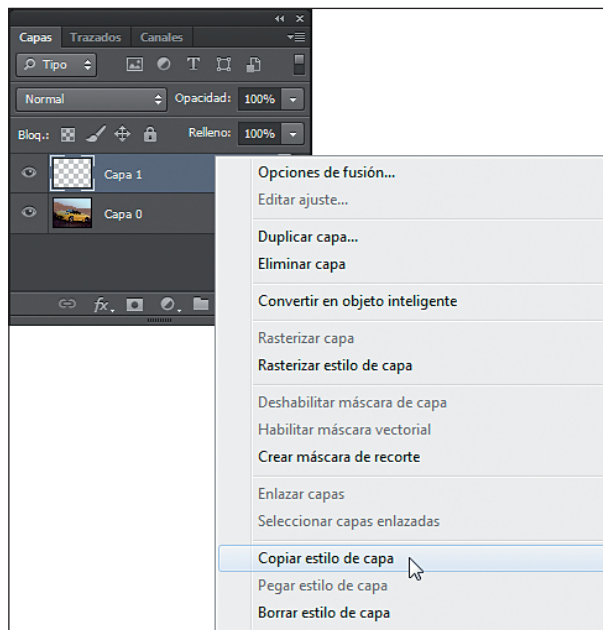 Capas Trazados Canales
Tipo T
Normal Opacidad: 100%
Bloq.: Relleno: 100%
Capa 1
Capa 0
fx
Opciones de fusión...
Editar ajuste...
Duplicar capa...
Eliminar capa
Convertir en objeto inteligente
Rasterizar capa
Rasterizar estilo de capa
Deshabilitar máscara de capa
Habilitar máscara vectorial
Crear máscara de recorte
Enlazar capas
Seleccionar capas enlazadas
Copiar estilo de capa
Pegar estilo de capa
Borrar estilo de capa